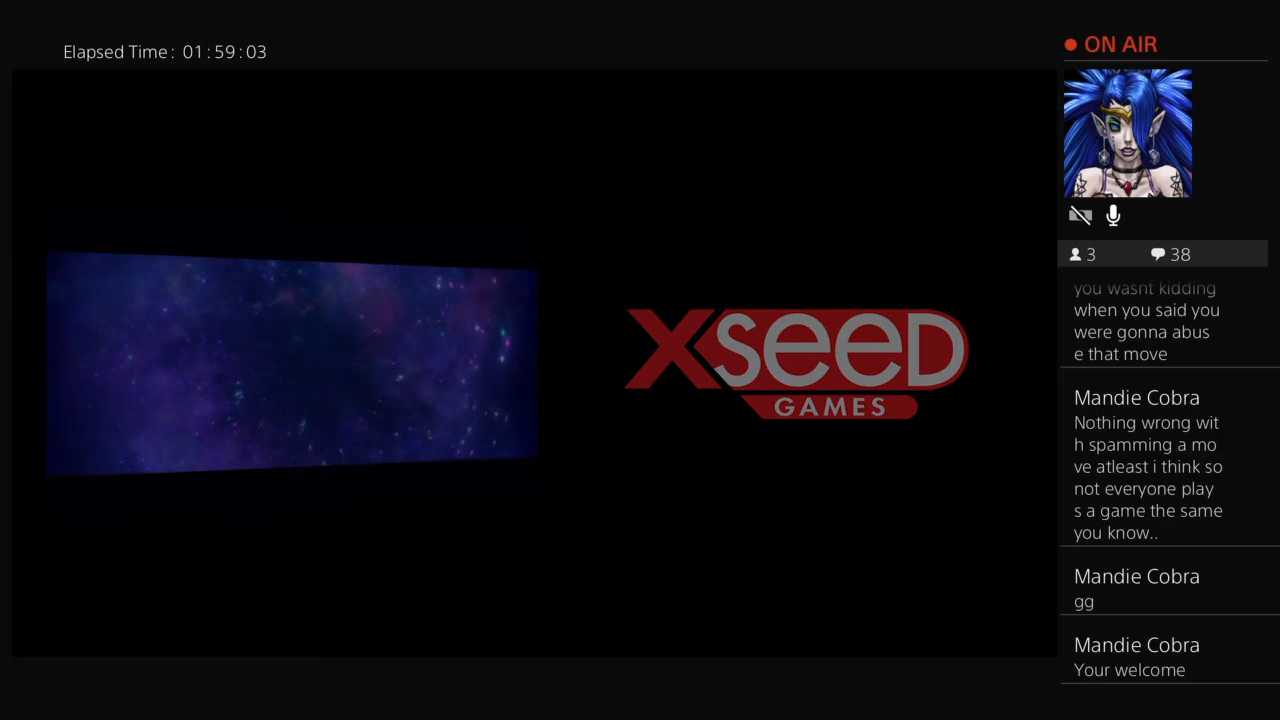 Elapsed Time: 01:59:03
ON AIR
3 38
you wasnt kidding
when you said you
were gonna abus
e that move
Mandie Cobra
Nothing wrong wit
h spamming a mo
ve atleast i think so
not everyone play
s a game the same
you know..
Mandie Cobra
gg
Mandie Cobra
Your welcome
XSEED
GAMES